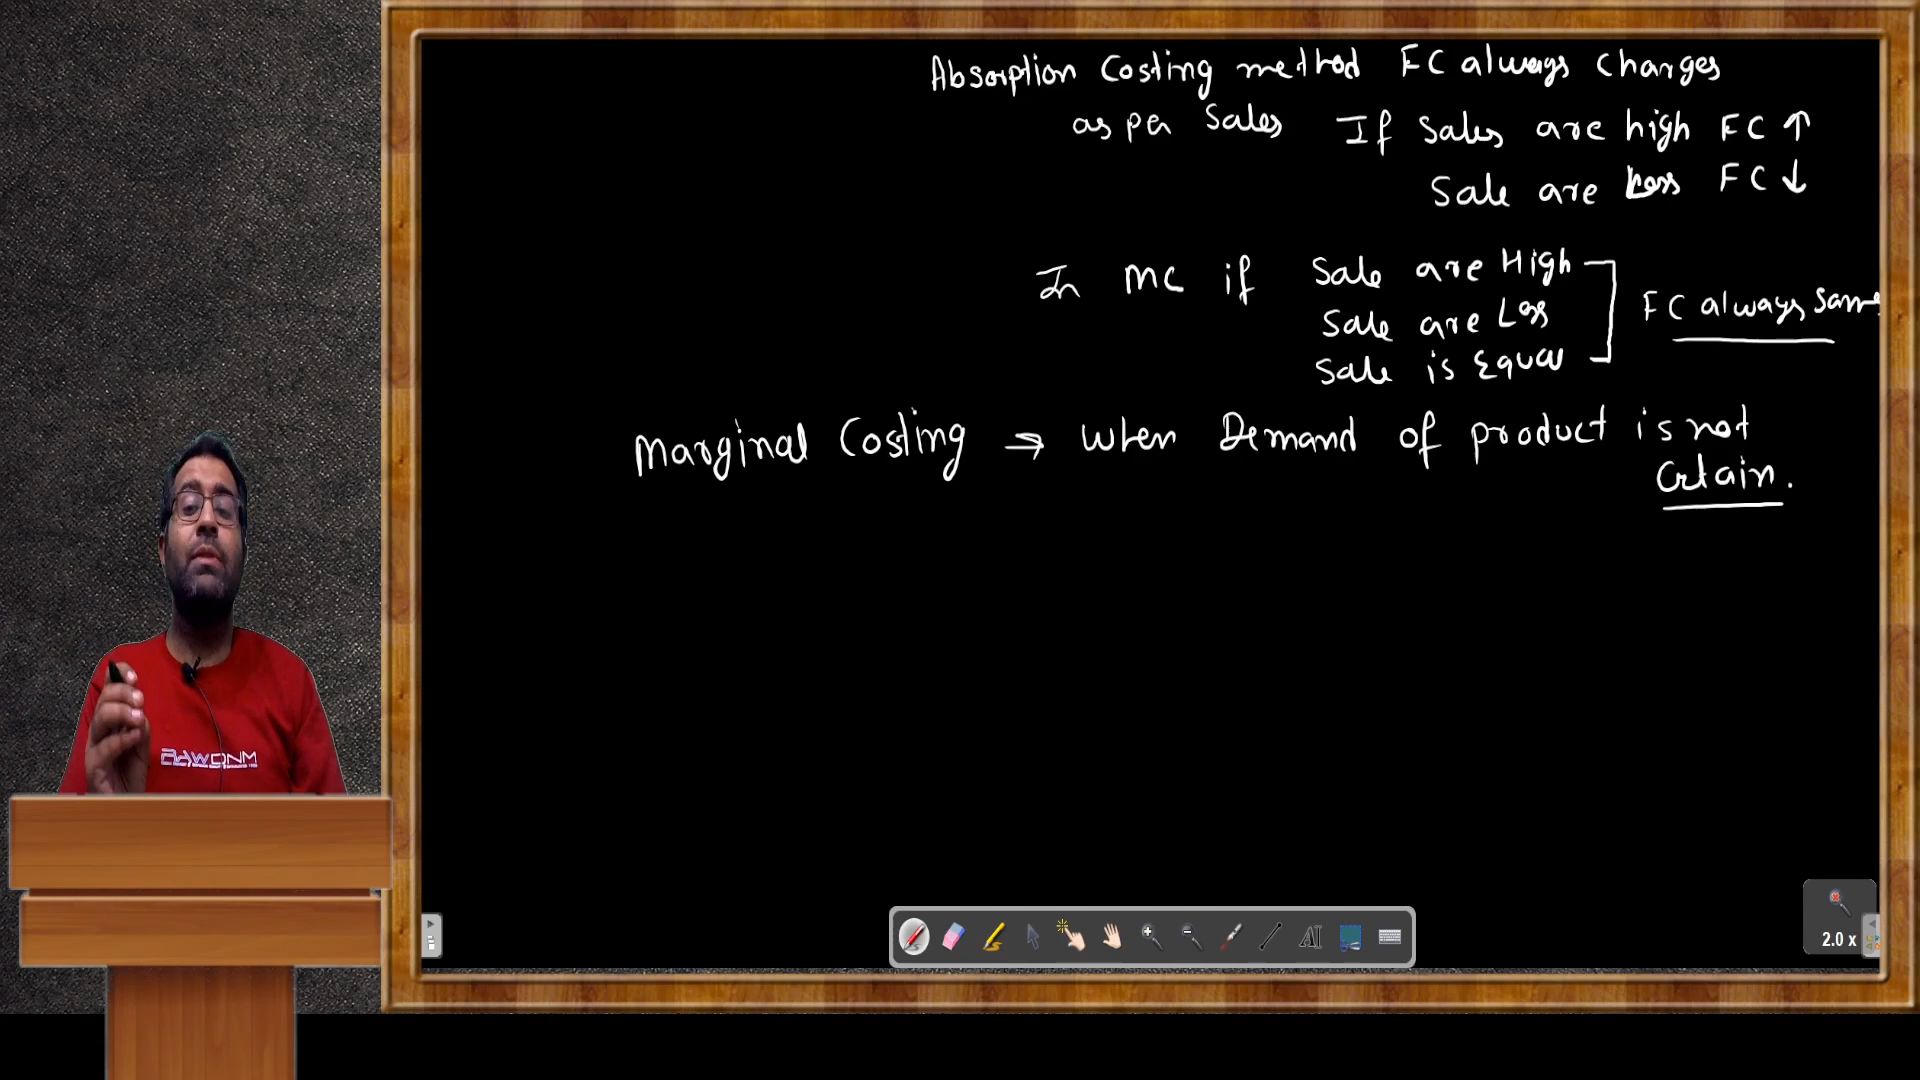 Absorption Costing method FC always charges
as per Sales If Sales are high FC ↑
Sale are Less FC ↓
In MC if Sale are High
Sale are Less
Sale is Equal
FC always same
Marginal Costing → when Demand of product is not
Certain.
RAWDNM
2.0 x